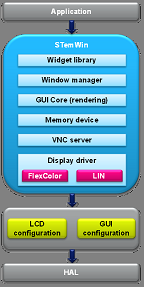 Application
STemWin
Widget library
Window manager
GUI Core (rendering)
Memory device
VNC server
Display driver
FlexColor
LIN
LCD
configuration
GUI
configuration
HAL